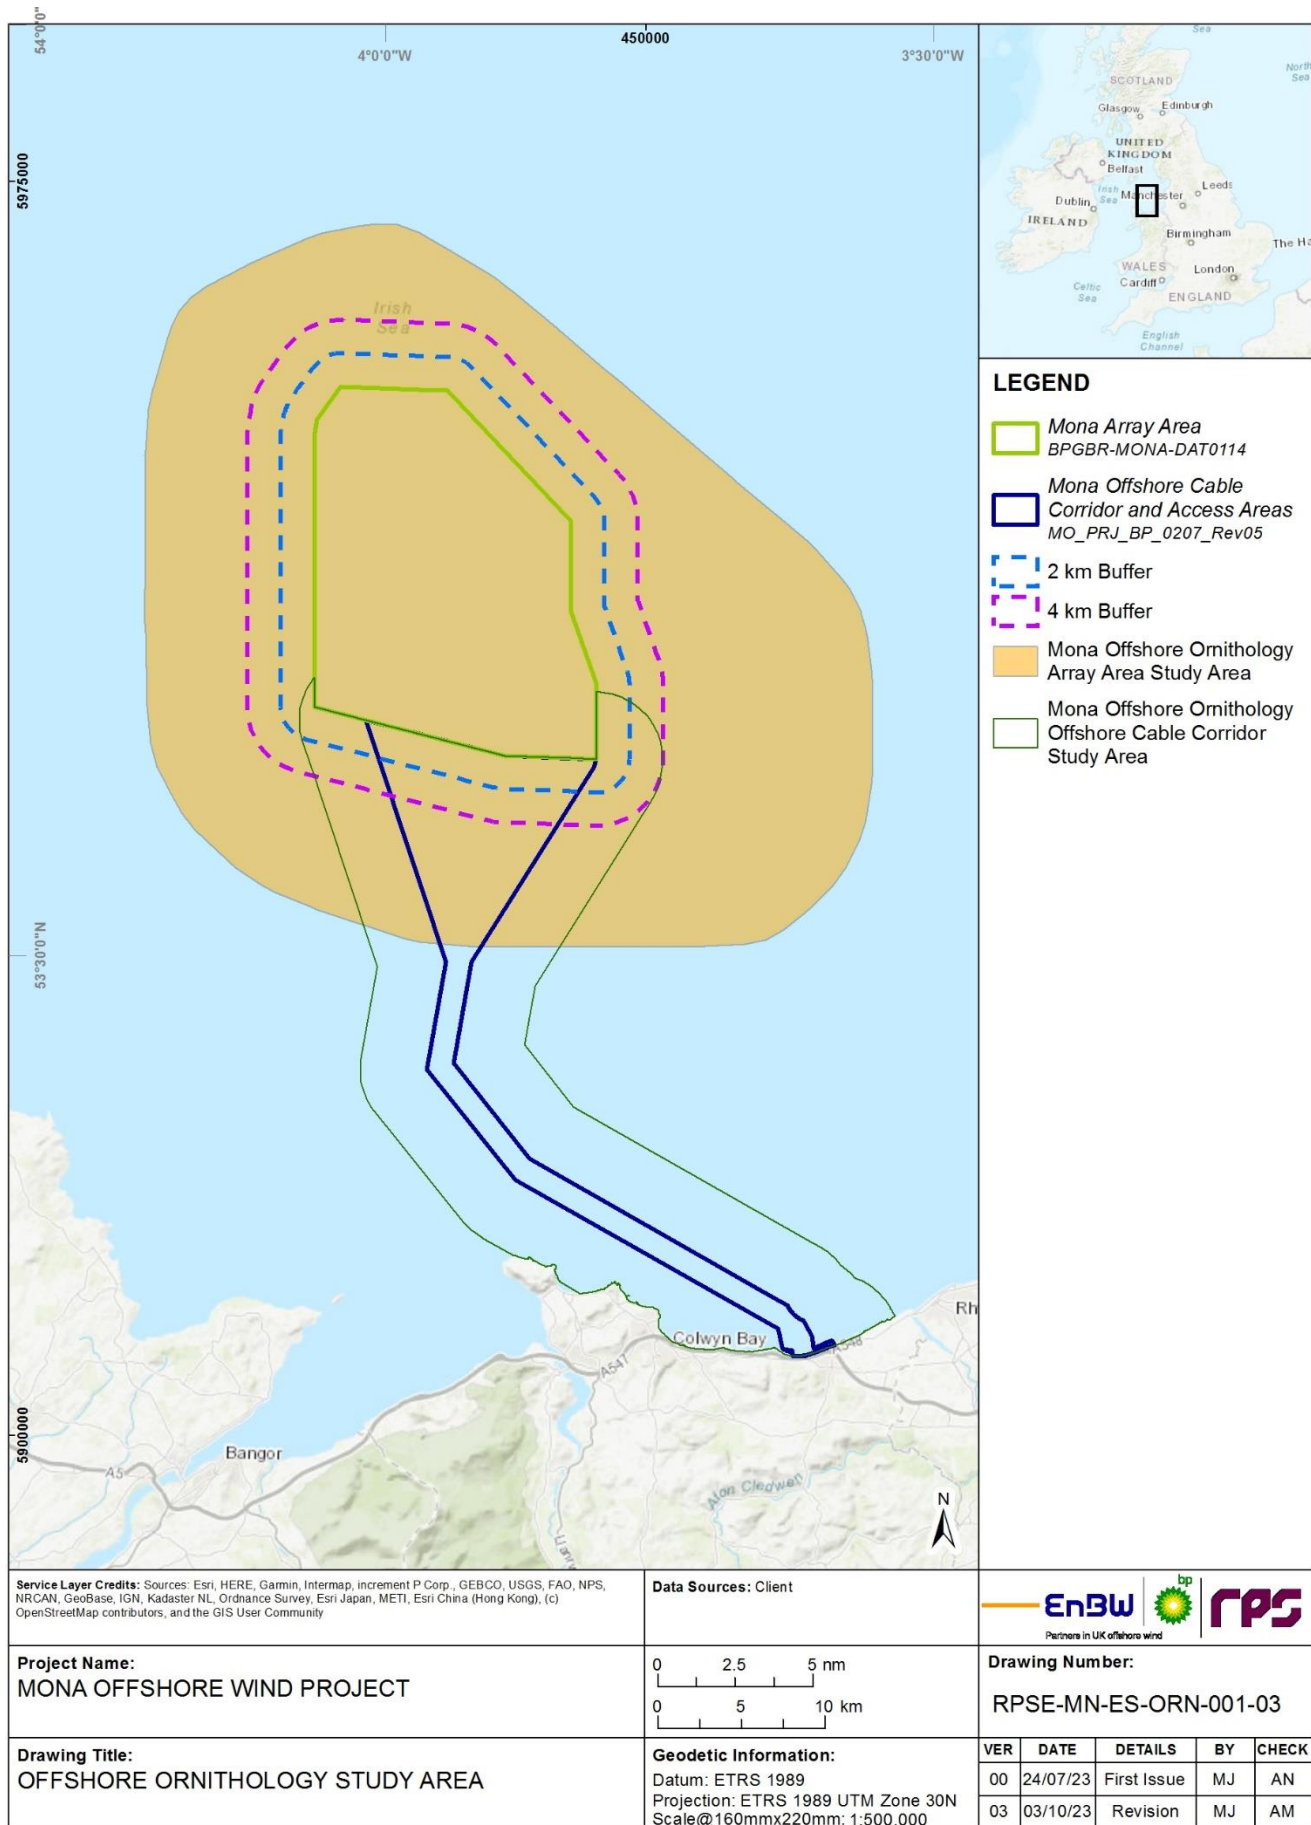 54°0'0"
4°0'0"W
450000
3°30'0"W
5975000
53°30'0"N
5900000
Irish
Sea
Colwyn Bay
Rh
A548
A547
Bangor
A5
Afon Cledwen
Llanrw
N
Sea
North
Sea
SCOTLAND
Glasgow
Edinburgh
UNITED
KINGDOM
Belfast
Irish
Sea
Manchester
Leeds
Dublin
IRELAND
Birmingham
The Ha
WALES
London
Cardiff
ENGLAND
Celtic
Sea
English
Channel
LEGEND
Mona Array Area
BPGBR-MONA-DAT0114
Mona Offshore Cable
Corridor and Access Areas
MO_PRJ_BP_0207_Rev05
2 km Buffer
4 km Buffer
Mona Offshore Ornithology
Array Area Study Area
Mona Offshore Ornithology
Offshore Cable Corridor
Study Area
Service Layer Credits: Sources: Esri, HERE, Garmin, Intermap, increment P Corp., GEBCO, USGS, FAO, NPS,
NRCAN, GeoBase, IGN, Kadaster NL, Ordnance Survey, Esri Japan, METI, Esri China (Hong Kong), (c)
OpenStreetMap contributors, and the GIS User Community
Data Sources: Client
EnBW
bp
rps
Partners in UK offshore wind
Project Name:
MONA OFFSHORE WIND PROJECT
0 2.5 5 nm
0 5 10 km
Drawing Number:
RPSE-MN-ES-ORN-001-03
Drawing Title:
OFFSHORE ORNITHOLOGY STUDY AREA
Geodetic Information:
Datum: ETRS 1989
Projection: ETRS 1989 UTM Zone 30N
Scale@160mmx220mm: 1:500,000
VER DATE DETAILS BY CHECK
00 24/07/23 First Issue MJ AN
03 03/10/23 Revision MJ AM